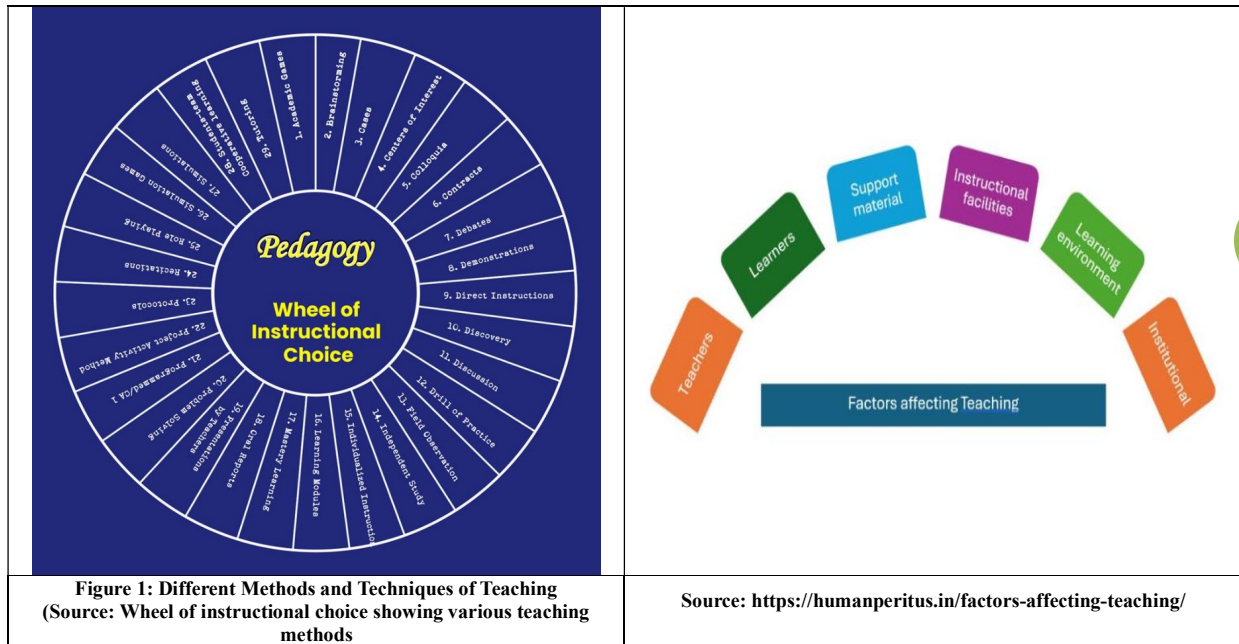 Pedagogy
Wheel of
Instructional
Choice
1. Academic Games
2. Brainstorming
3. Cases
4. Centers of Interest
5. Colloquia
6. Contracts
7. Debates
8. Demonstrations
9. Direct Instructions
10. Discovery
11. Discussion
12. Drill of Practice
13. Field Observation
14. Independent Study
15. Individualized Instruction
16. Learning Modules
17. Mastery Learning
18. Oral Reports
19. Presentations
by Teachers
20. Problem Solving
21. Programmed/CA 1
22. Project Activity Method
23. Protocols
24. Recitations
25. Role Playing
26. Simulation Games
27. Simulations
28. Students-team
Cooperative learning
29. Tutoring
Teachers
Learners
Support
material
Instructional
facilities
Learning
environment
Institutional
Factors affecting Teaching
Figure 1: Different Methods and Techniques of Teaching
(Source: Wheel of instructional choice showing various teaching
methods
Source: https://humanperitus.in/factors-affecting-teaching/